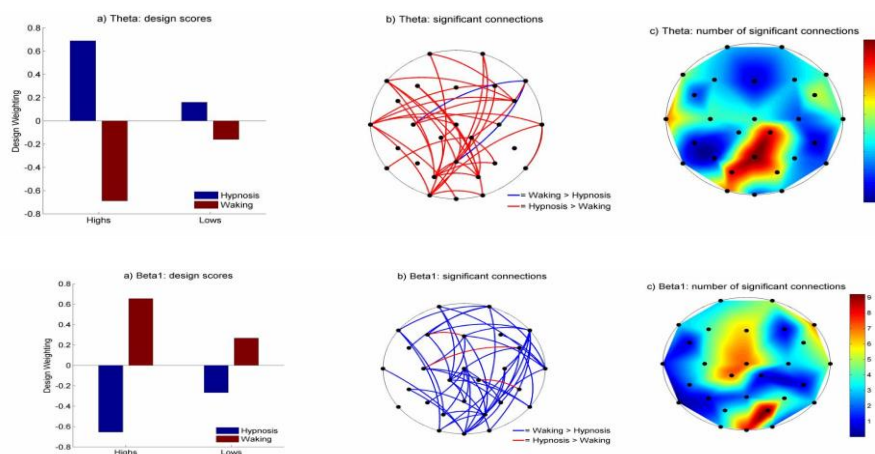 a) Theta: design scores
b) Theta: significant connections
c) Theta: number of significant connections
0.8
0.6
0.4
0.2
0
-0.2
-0.4
-0.6
-0.8
Design Weighting
Hypnosis
Waking
Highs
Lows
= Waking > Hypnosis
= Hypnosis > Waking
a) Beta1: design scores
b) Beta1: significant connections
c) Beta1: number of significant connections
0.8
0.6
0.4
0.2
0
-0.2
-0.4
-0.6
-0.8
Design Weighting
Hypnosis
Waking
Highs
Lows
= Waking > Hypnosis
= Hypnosis > Waking
9
8
7
6
5
4
3
2
1